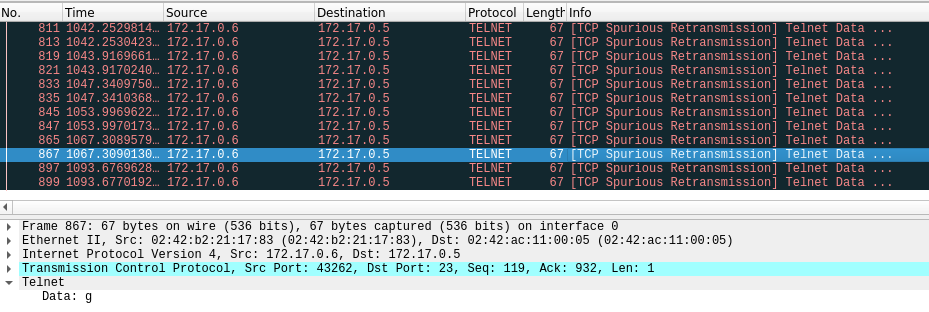 No. Time Source Destination Protocol Length Info
811 1042.2529814… 172.17.0.6 172.17.0.5 TELNET 67 [TCP Spurious Retransmission] Telnet Data ...
813 1042.2530423… 172.17.0.6 172.17.0.5 TELNET 67 [TCP Spurious Retransmission] Telnet Data ...
819 1043.9169661… 172.17.0.6 172.17.0.5 TELNET 67 [TCP Spurious Retransmission] Telnet Data ...
821 1043.9170240… 172.17.0.6 172.17.0.5 TELNET 67 [TCP Spurious Retransmission] Telnet Data ...
833 1047.3409750… 172.17.0.6 172.17.0.5 TELNET 67 [TCP Spurious Retransmission] Telnet Data ...
835 1047.3410368… 172.17.0.6 172.17.0.5 TELNET 67 [TCP Spurious Retransmission] Telnet Data ...
845 1053.9969622… 172.17.0.6 172.17.0.5 TELNET 67 [TCP Spurious Retransmission] Telnet Data ...
847 1053.9970173… 172.17.0.6 172.17.0.5 TELNET 67 [TCP Spurious Retransmission] Telnet Data ...
865 1067.3089579… 172.17.0.6 172.17.0.5 TELNET 67 [TCP Spurious Retransmission] Telnet Data ...
867 1067.3090130… 172.17.0.6 172.17.0.5 TELNET 67 [TCP Spurious Retransmission] Telnet Data ...
897 1093.6769628… 172.17.0.6 172.17.0.5 TELNET 67 [TCP Spurious Retransmission] Telnet Data ...
899 1093.6770192… 172.17.0.6 172.17.0.5 TELNET 67 [TCP Spurious Retransmission] Telnet Data ...
Frame 867: 67 bytes on wire (536 bits), 67 bytes captured (536 bits) on interface 0
Ethernet II, Src: 02:42:b2:21:17:83 (02:42:b2:21:17:83), Dst: 02:42:ac:11:00:05 (02:42:ac:11:00:05)
Internet Protocol Version 4, Src: 172.17.0.6, Dst: 172.17.0.5
Transmission Control Protocol, Src Port: 43262, Dst Port: 23, Seq: 119, Ack: 932, Len: 1
Telnet
Data: g